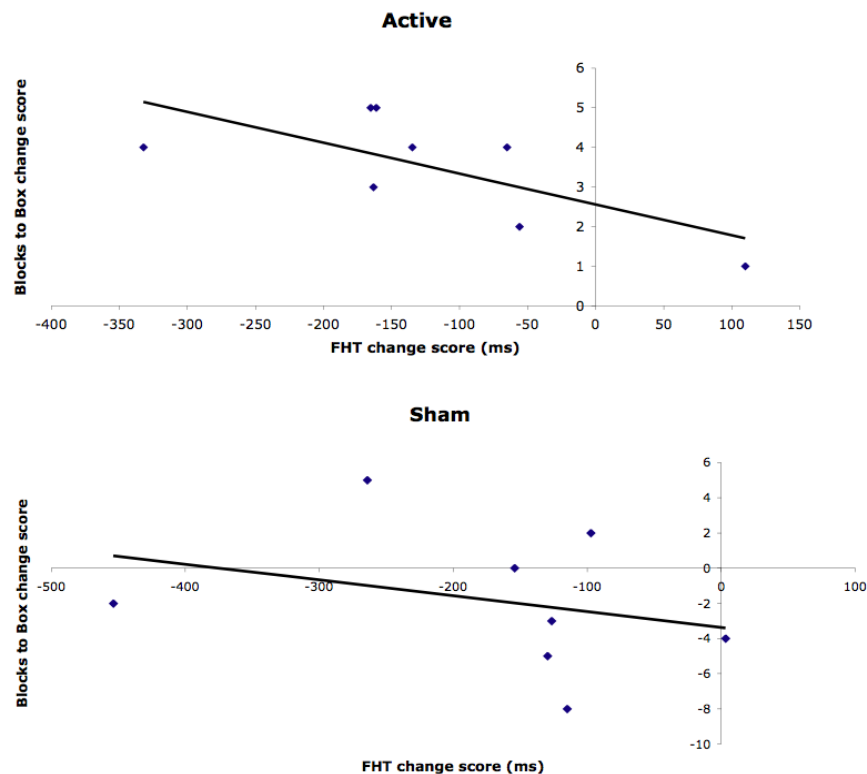 Active
Blocks to Box change score
6
5
4
3
2
1
0
-400 -350 -300 -250 -200 -150 -100 -50 0 50 100 150
FHT change score (ms)
Sham
Blocks to Box change score
6
4
2
0
-500 -400 -300 -200 -100 0 100
-2
-4
-6
-8
-10
FHT change score (ms)